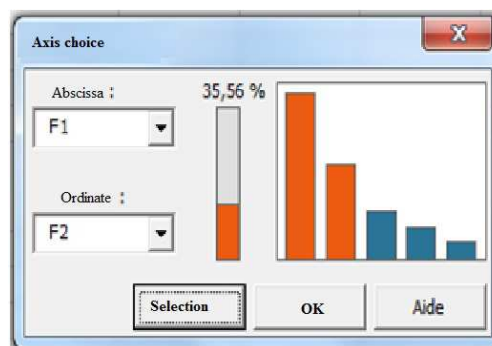 Axis choice
X
Abscissa :
35,56 %
F1
Ordinate :
F2
Selection
OK
Aide